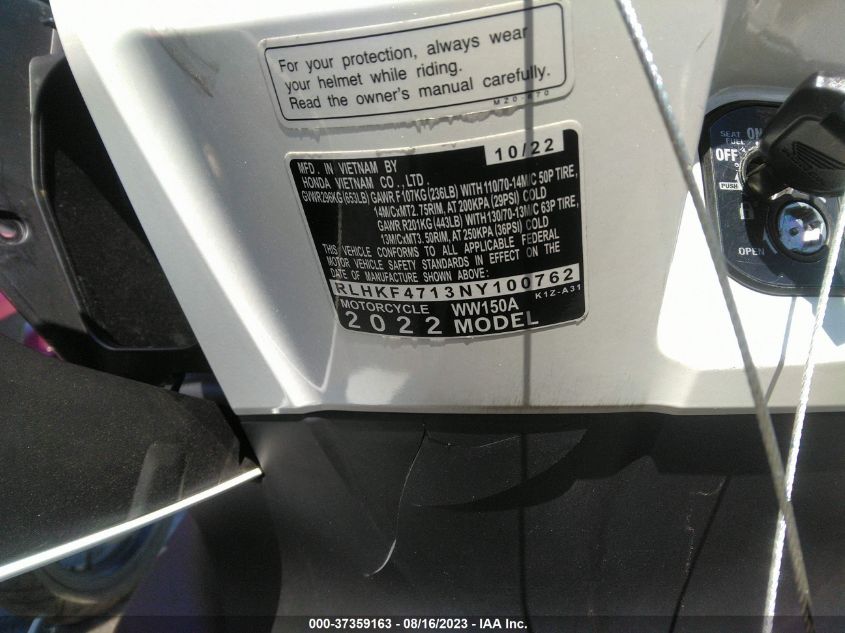 For your protection, always wear
your helmet while riding.
Read the owner's manual carefully.
MFD. IN VIETNAM BY 10/22
HONDA VIETNAM CO., LTD.
GVWR296KG (653LB) GAWR F107KG (236LB) WITH 110/70-14M/C 50P TIRE,
14M/CxMT2.75RIM, AT 200KPA (29PSI) COLD
GAWR R201KG (443LB) WITH130/70-13M/C 63P TIRE,
13M/CxMT3.50RIM, AT 250KPA (36PSI) COLD
THIS VEHICLE CONFORMS TO ALL APPLICABLE FEDERAL
MOTOR VEHICLE SAFETY STANDARDS IN EFFECT ON THE
DATE OF MANUFACTURE SHOWN ABOVE:
RLHKF4713NY100762
K1Z-A31
MOTORCYCLE WW150A
2022 MODEL
SEAT ON
FUEL
OFF
PUSH
OPEN
000-37359163 - 08/16/2023 - IAA Inc.